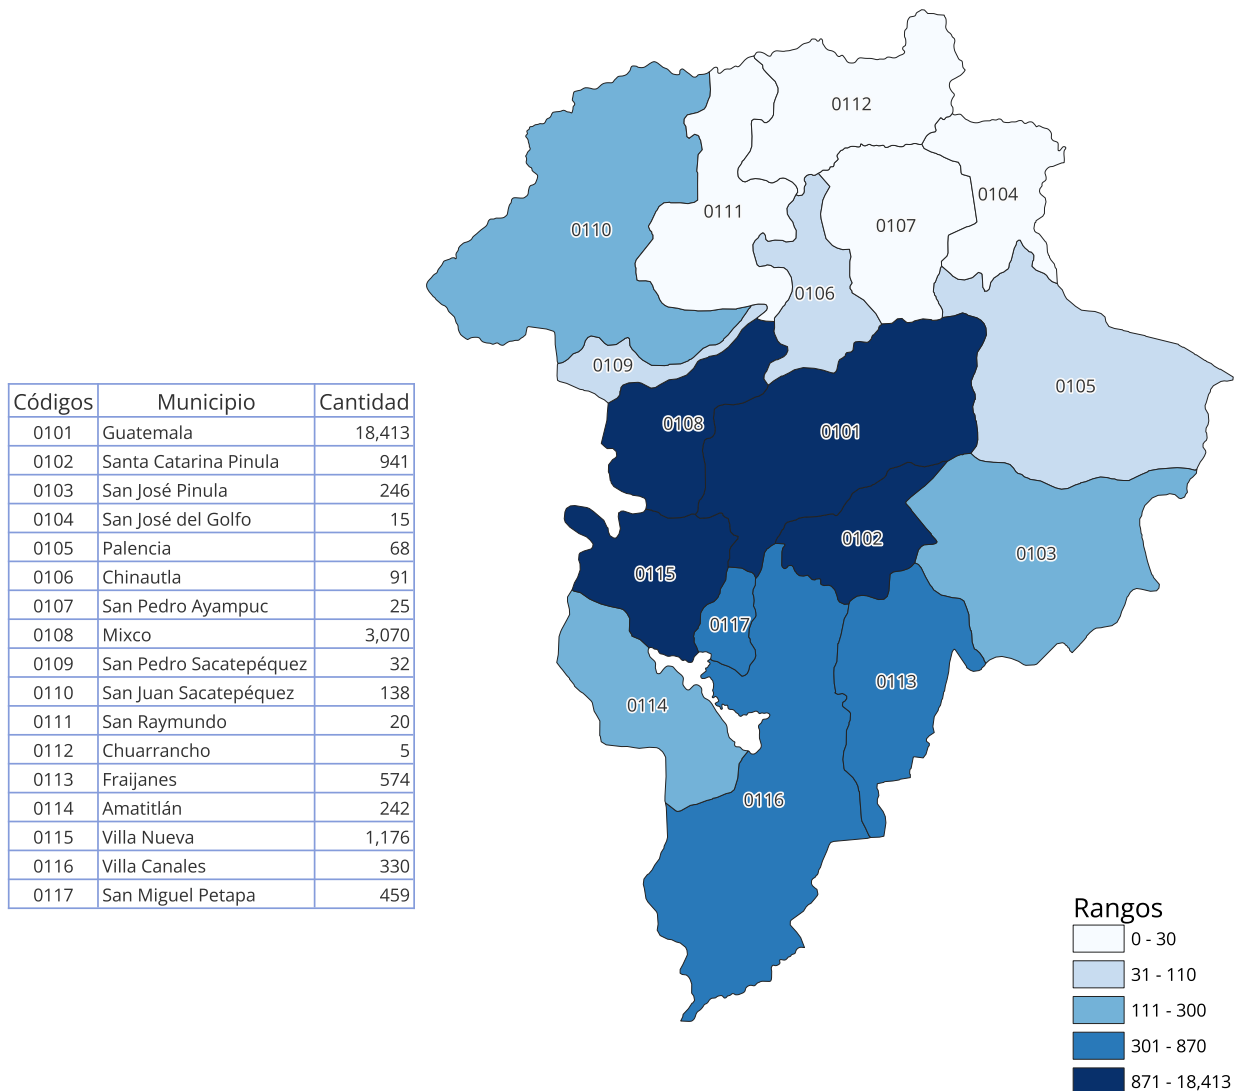 0112
0104
0111
0107
0110
0106
0109
0105
0108
0101
0102
0103
0115
0117
0113
0114
0116
Códigos Municipio Cantidad
0101 Guatemala 18,413
0102 Santa Catarina Pinula 941
0103 San José Pinula 246
0104 San José del Golfo 15
0105 Palencia 68
0106 Chinautla 91
0107 San Pedro Ayampuc 25
0108 Mixco 3,070
0109 San Pedro Sacatepéquez 32
0110 San Juan Sacatepéquez 138
0111 San Raymundo 20
0112 Chuarrancho 5
0113 Fraijanes 574
0114 Amatitlán 242
0115 Villa Nueva 1,176
0116 Villa Canales 330
0117 San Miguel Petapa 459
Rangos
0 - 30
31 - 110
111 - 300
301 - 870
871 - 18,413